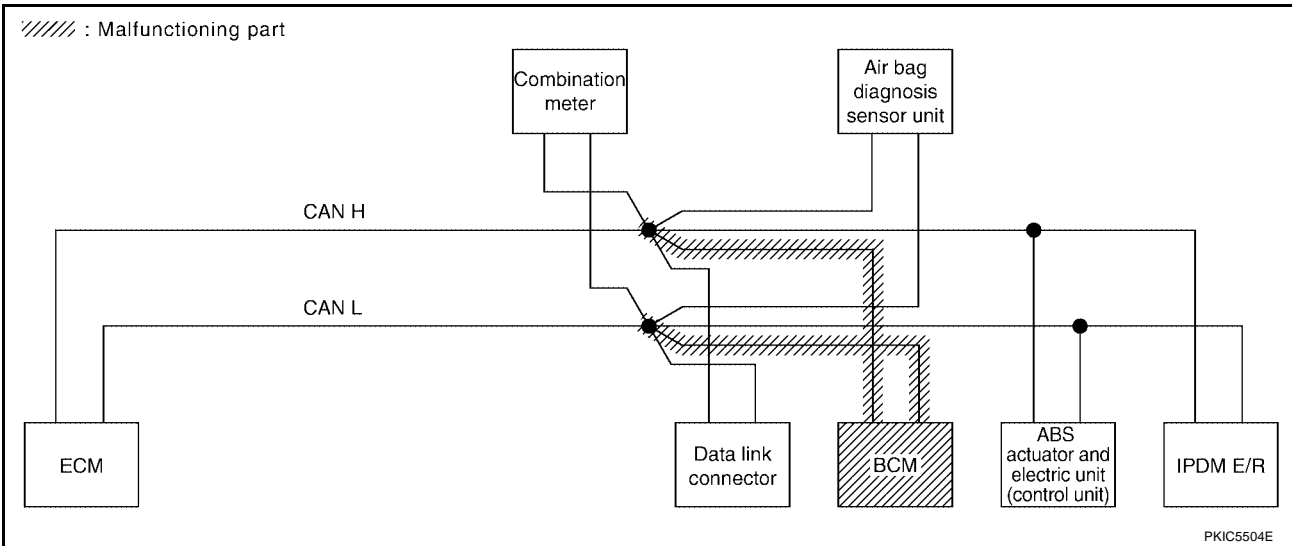 : Malfunctioning part
Combination
meter
Air bag
diagnosis
sensor unit
CAN H
CAN L
ECM
Data link
connector
BCM
ABS
actuator and
electric unit
(control unit)
IPDM E/R
PKIC5504E